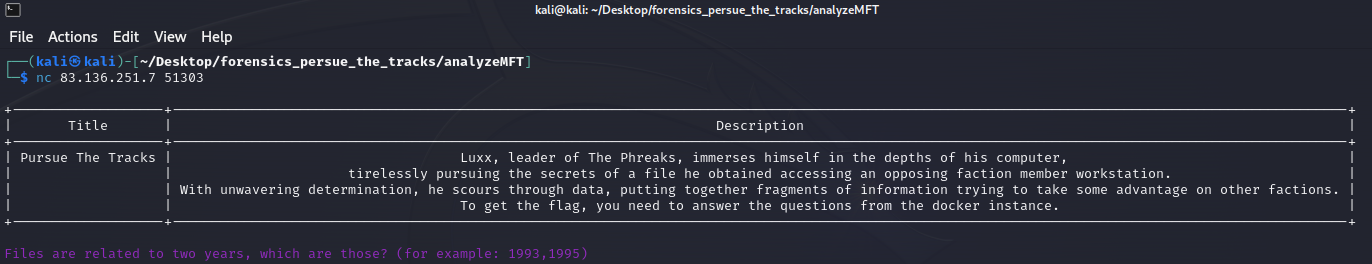 kali@kali: ~/Desktop/forensics_persue_the_tracks/analyzeMFT
File Actions Edit View Help
┌──(kali㉿kali)-[~/Desktop/forensics_persue_the_tracks/analyzeMFT]
└─$ nc 83.136.251.7 51303
Title | Description
Pursue The Tracks | Luxx, leader of The Phreaks, immerses himself in the depths of his computer,
tirelessly pursuing the secrets of a file he obtained accessing an opposing faction member workstation.
With unwavering determination, he scours through data, putting together fragments of information trying to take some advantage on other factions.
To get the flag, you need to answer the questions from the docker instance.
Files are related to two years, which are those? (for example: 1993,1995)